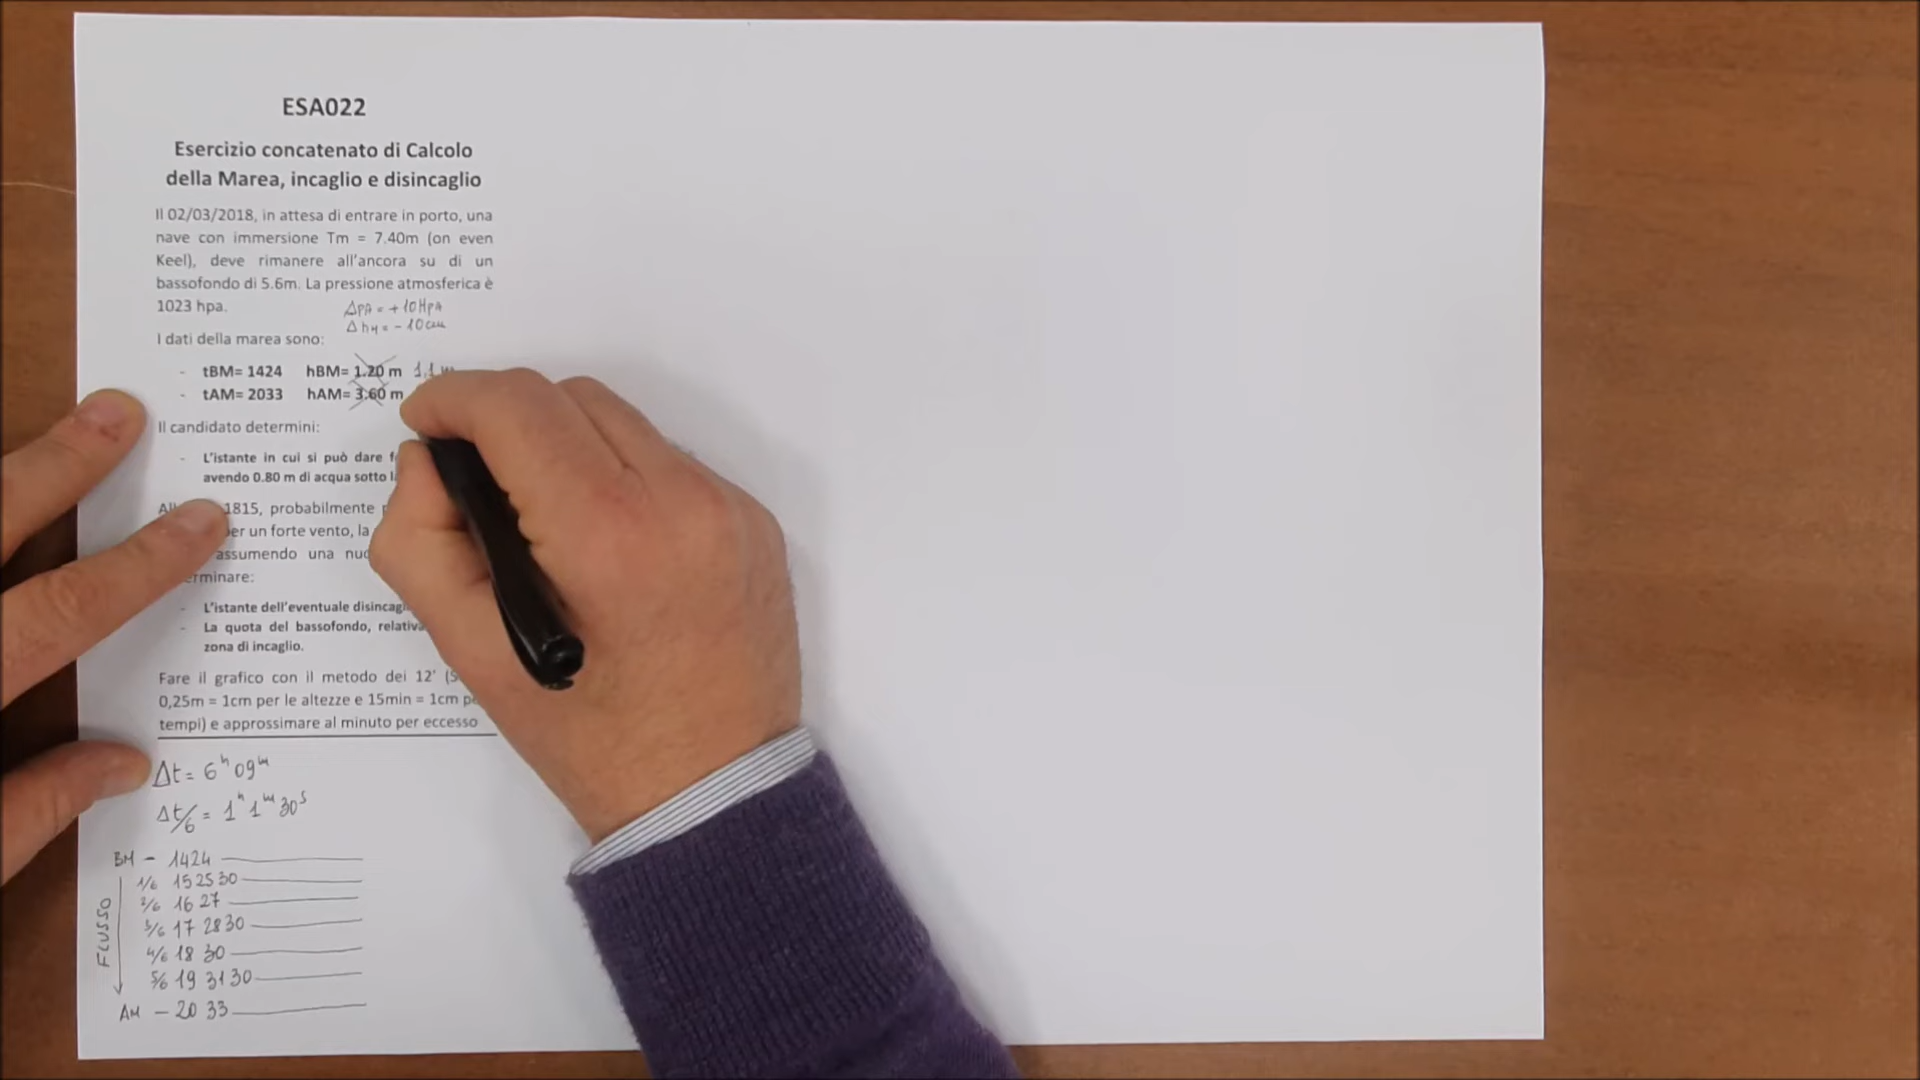 ESA022
Esercizio concatenato di Calcolo
della Marea, incaglio e disincaglio
Il 02/03/2018, in attesa di entrare in porto, una
nave con immersione Tm = 7.40m (on even
Keel), deve rimanere all'ancora su di un
bassofondo di 5.6m. La pressione atmosferica è
1023 hpa.
ΔPA = + 10 HPA
ΔhM = - 10 cm
I dati della marea sono:
- tBM= 1424 hBM= 1.20 m 1.1 m
- tAM= 2033 hAM= 3.60 m
Il candidato determini:
- L'istante in cui si può dare
avendo 0.80 m di acqua sotto
1815, probabilmente
un forte vento, la
assumendo una
- L'istante dell'eventuale
- La quota del bassofondo,
zona di incaglio.
Fare il grafico con il metodo dei 12'
0,25m = 1cm per le altezze e 15min = 1cm
tempi) e approssimare al minuto per eccesso
Δt = 6h 09m
Δt/6 = 1h 1m 30s
BM - 1424
1/6 15 25 30
2/6 16 27
3/6 17 28 30
4/6 18 30
5/6 19 31 30
AM - 20 33
FLUSSO